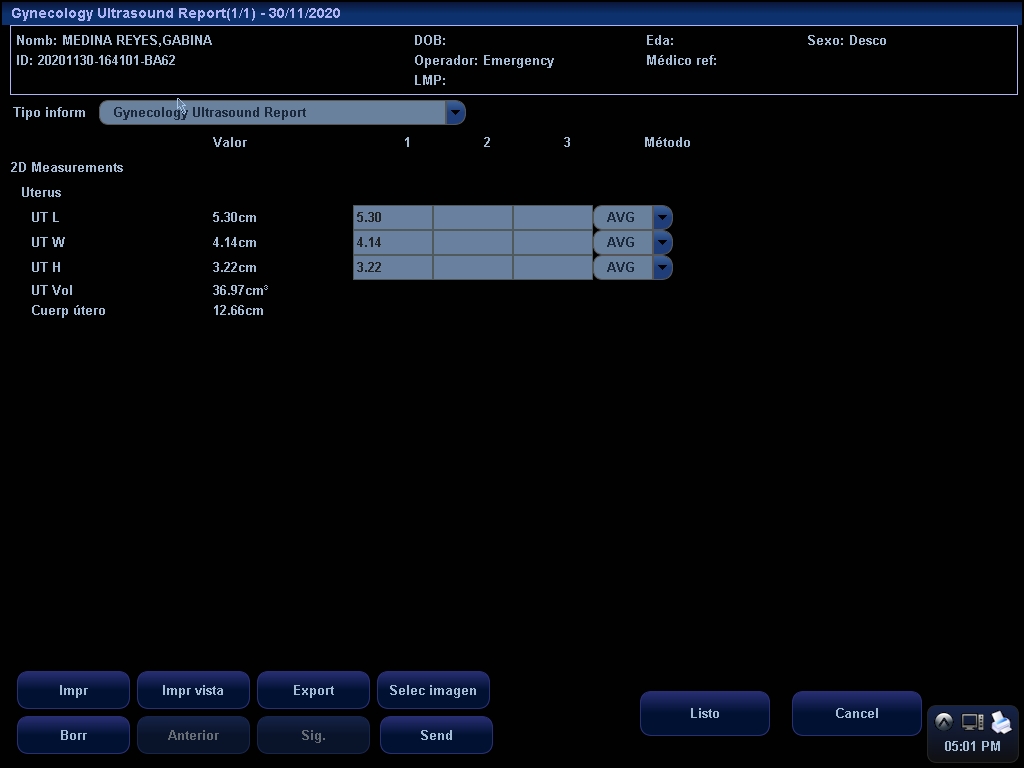 Gynecology Ultrasound Report(1/1) - 30/11/2020
Nomb: MEDINA REYES,GABINA DOB: Eda: Sexo: Desco
ID: 20201130-164101-BA62 Operador: Emergency Médico ref:
LMP:
Tipo inform Gynecology Ultrasound Report
Valor 1 2 3 Método
2D Measurements
Uterus
UT L 5.30cm 5.30 AVG
UT W 4.14cm 4.14 AVG
UT H 3.22cm 3.22 AVG
UT Vol 36.97cm³
Cuerp útero 12.66cm
Impr Impr vista Export Selec imagen
Listo Cancel
Borr Anterior Sig. Send
05:01 PM